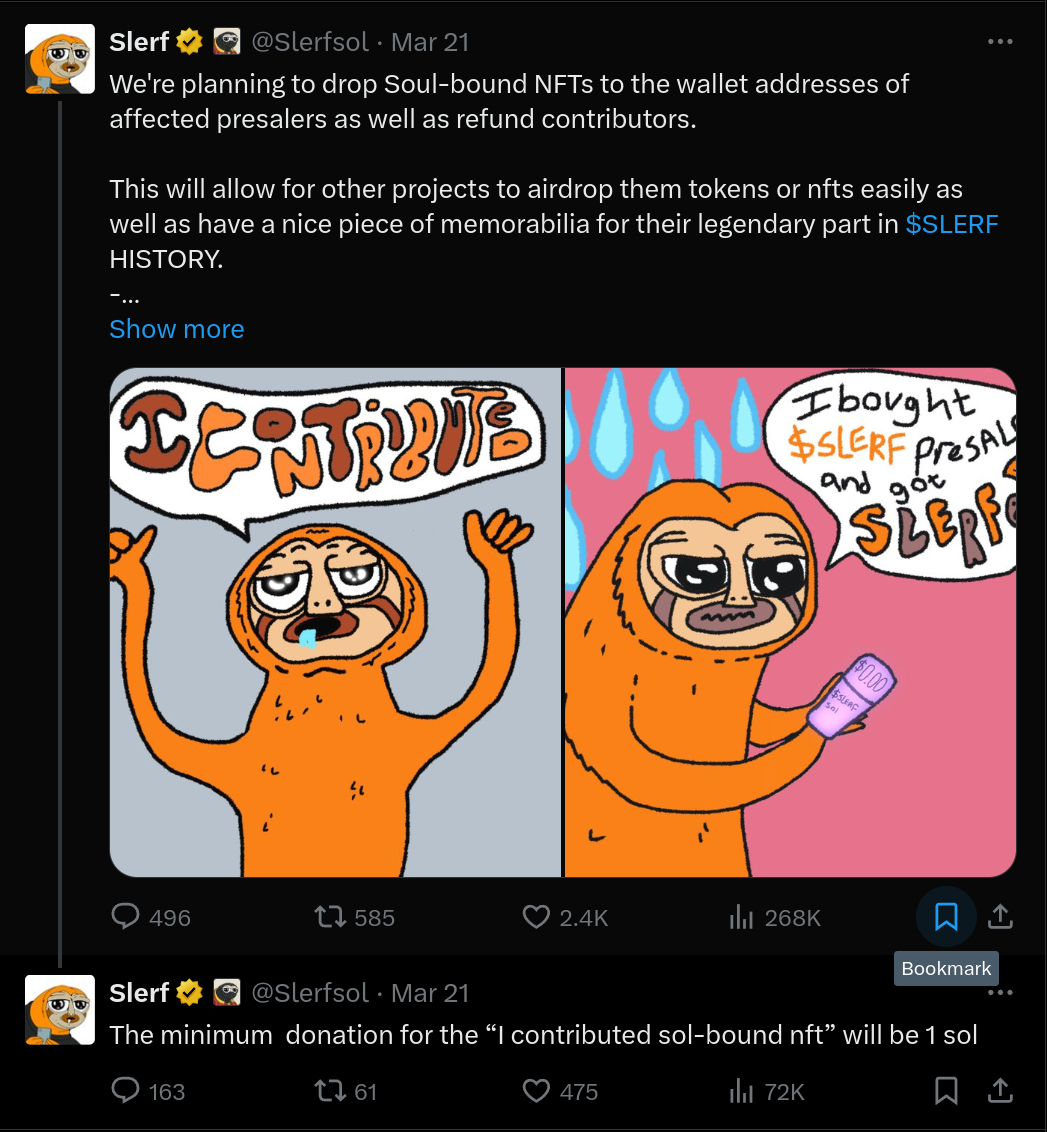 Slerf @Slerfsol · Mar 21
We're planning to drop Soul-bound NFTs to the wallet addresses of
affected presalers as well as refund contributors.
This will allow for other projects to airdrop them tokens or nfts easily as
well as have a nice piece of memorabilia for their legendary part in $SLERF
HISTORY.
-...
Show more
I CONTRIBUTED
I bought
$SLERF presAL
and got
SLERF
$0.00
$SLERF
Sol
496 585 2.4K 268K
Bookmark
Slerf @Slerfsol · Mar 21
The minimum  donation for the “I contributed sol-bound nft” will be 1 sol
163 61 475 72K